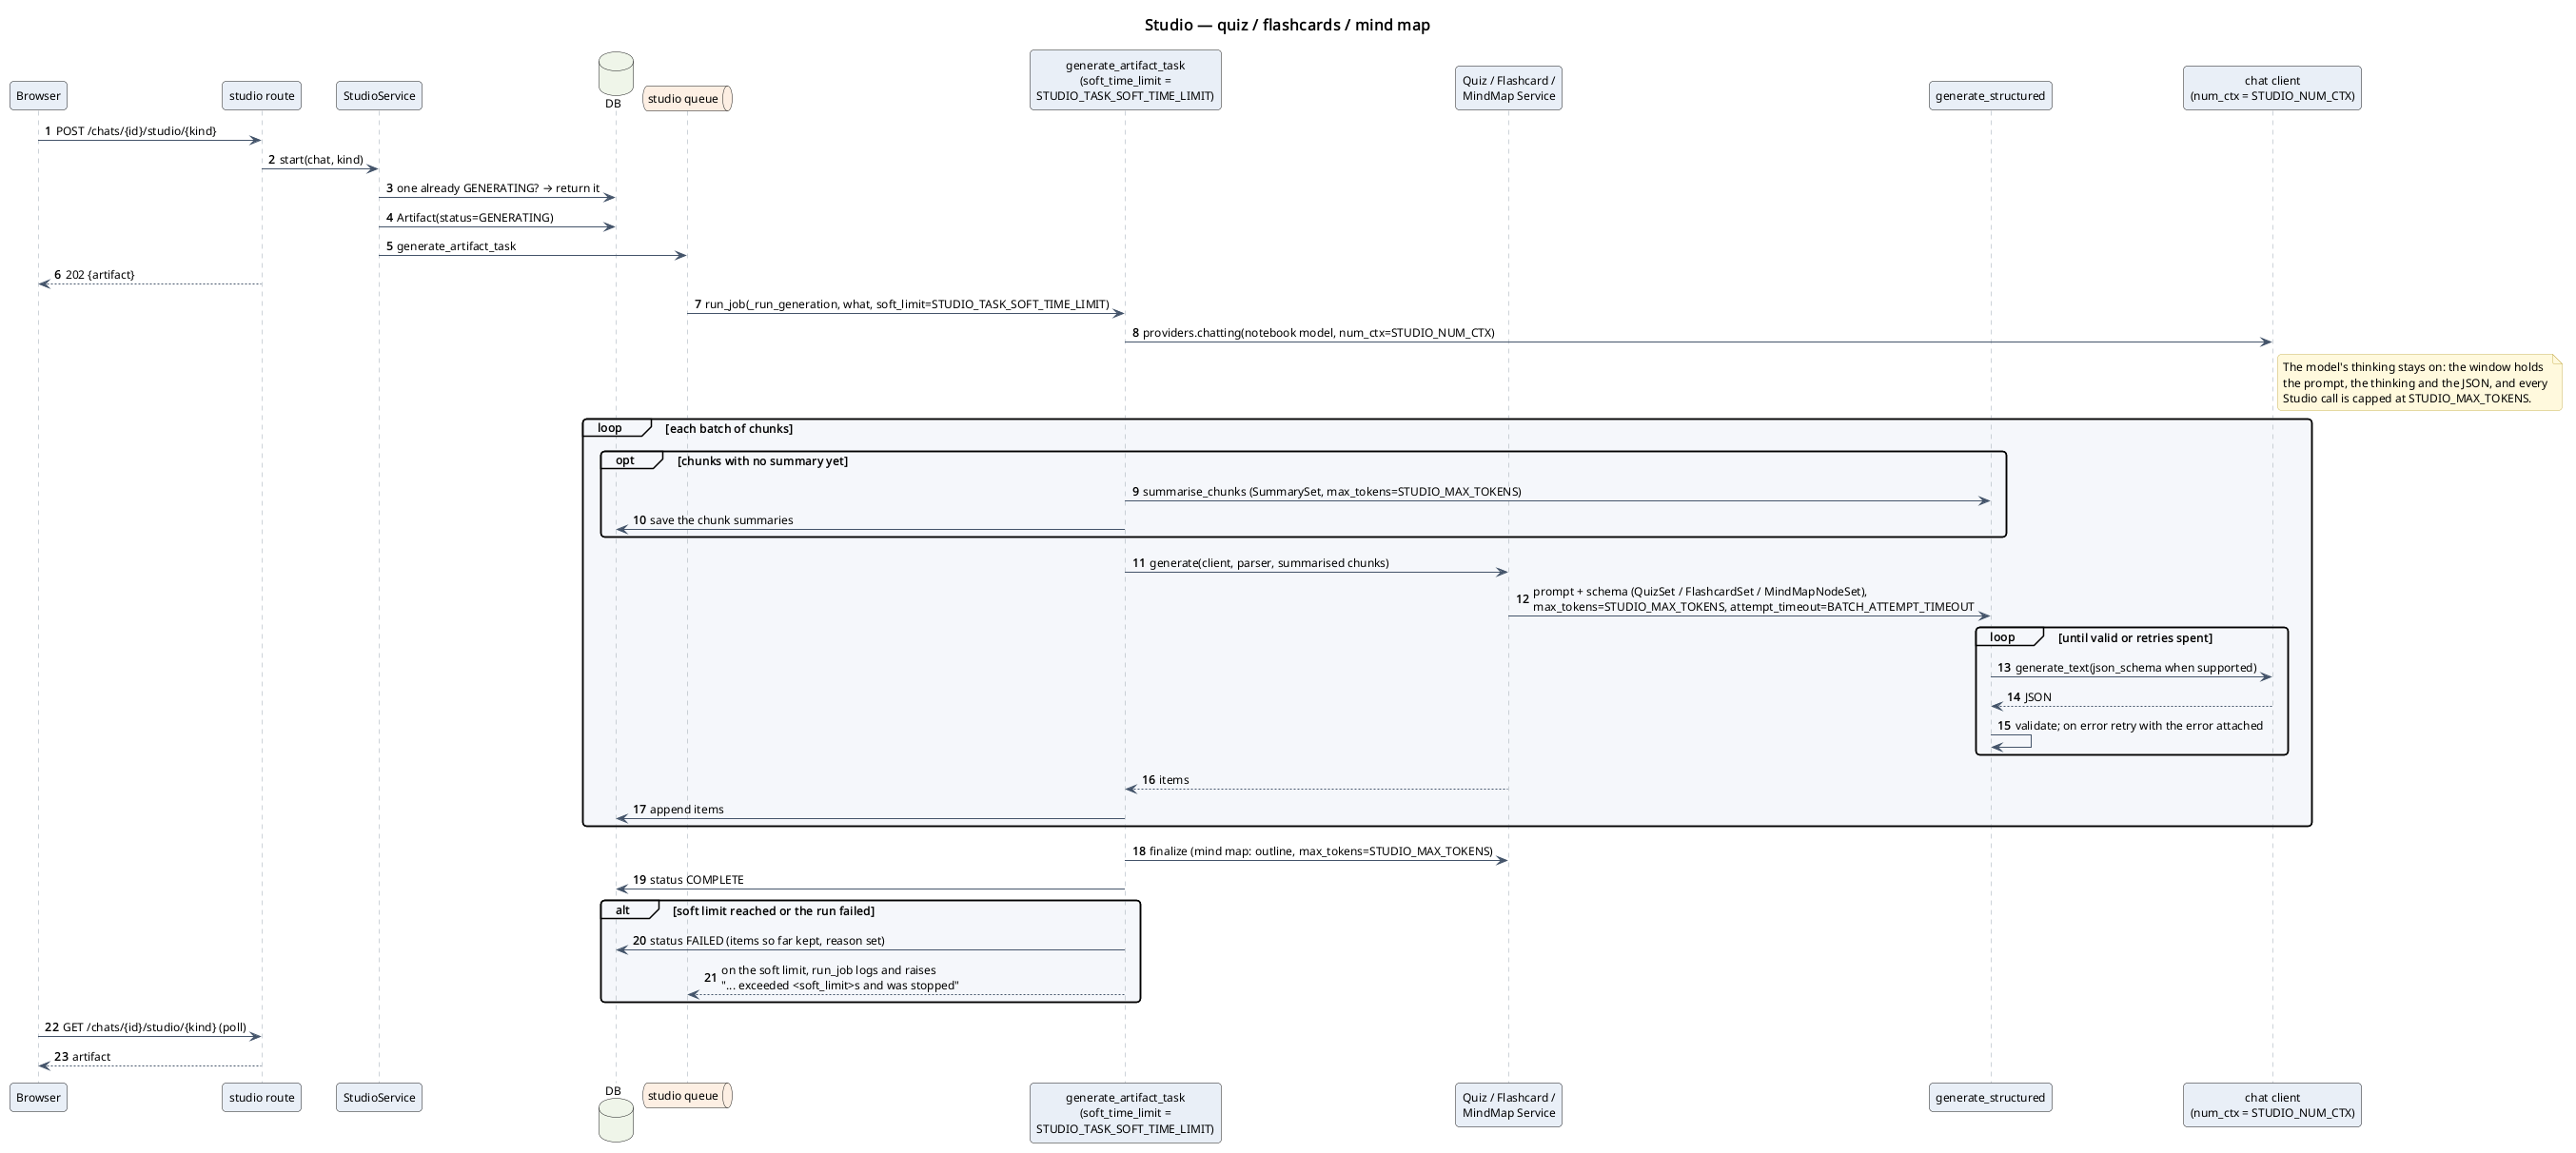 Studio — quiz / flashcards / mind map
Browser
studio route
StudioService
DB
studio queue
generate_artifact_task
(soft_time_limit =
STUDIO_TASK_SOFT_TIME_LIMIT)
Quiz / Flashcard /
MindMap Service
generate_structured
chat client
(num_ctx = STUDIO_NUM_CTX)
1 POST /chats/{id}/studio/{kind}
2 start(chat, kind)
3 one already GENERATING? → return it
4 Artifact(status=GENERATING)
5 generate_artifact_task
6 202 {artifact}
7 run_job(_run_generation, what, soft_limit=STUDIO_TASK_SOFT_TIME_LIMIT)
8 providers.chatting(notebook model, num_ctx=STUDIO_NUM_CTX)
The model's thinking stays on: the window holds
the prompt, the thinking and the JSON, and every
Studio call is capped at STUDIO_MAX_TOKENS.
loop [each batch of chunks]
opt [chunks with no summary yet]
9 summarise_chunks (SummarySet, max_tokens=STUDIO_MAX_TOKENS)
10 save the chunk summaries
11 generate(client, parser, summarised chunks)
12 prompt + schema (QuizSet / FlashcardSet / MindMapNodeSet),
max_tokens=STUDIO_MAX_TOKENS, attempt_timeout=BATCH_ATTEMPT_TIMEOUT
loop [until valid or retries spent]
13 generate_text(json_schema when supported)
14 JSON
15 validate; on error retry with the error attached
16 items
17 append items
18 finalize (mind map: outline, max_tokens=STUDIO_MAX_TOKENS)
19 status COMPLETE
alt [soft limit reached or the run failed]
20 status FAILED (items so far kept, reason set)
21 on the soft limit, run_job logs and raises
"... exceeded <soft_limit>s and was stopped"
22 GET /chats/{id}/studio/{kind} (poll)
23 artifact
Browser
studio route
StudioService
DB
studio queue
generate_artifact_task
(soft_time_limit =
STUDIO_TASK_SOFT_TIME_LIMIT)
Quiz / Flashcard /
MindMap Service
generate_structured
chat client
(num_ctx = STUDIO_NUM_CTX)